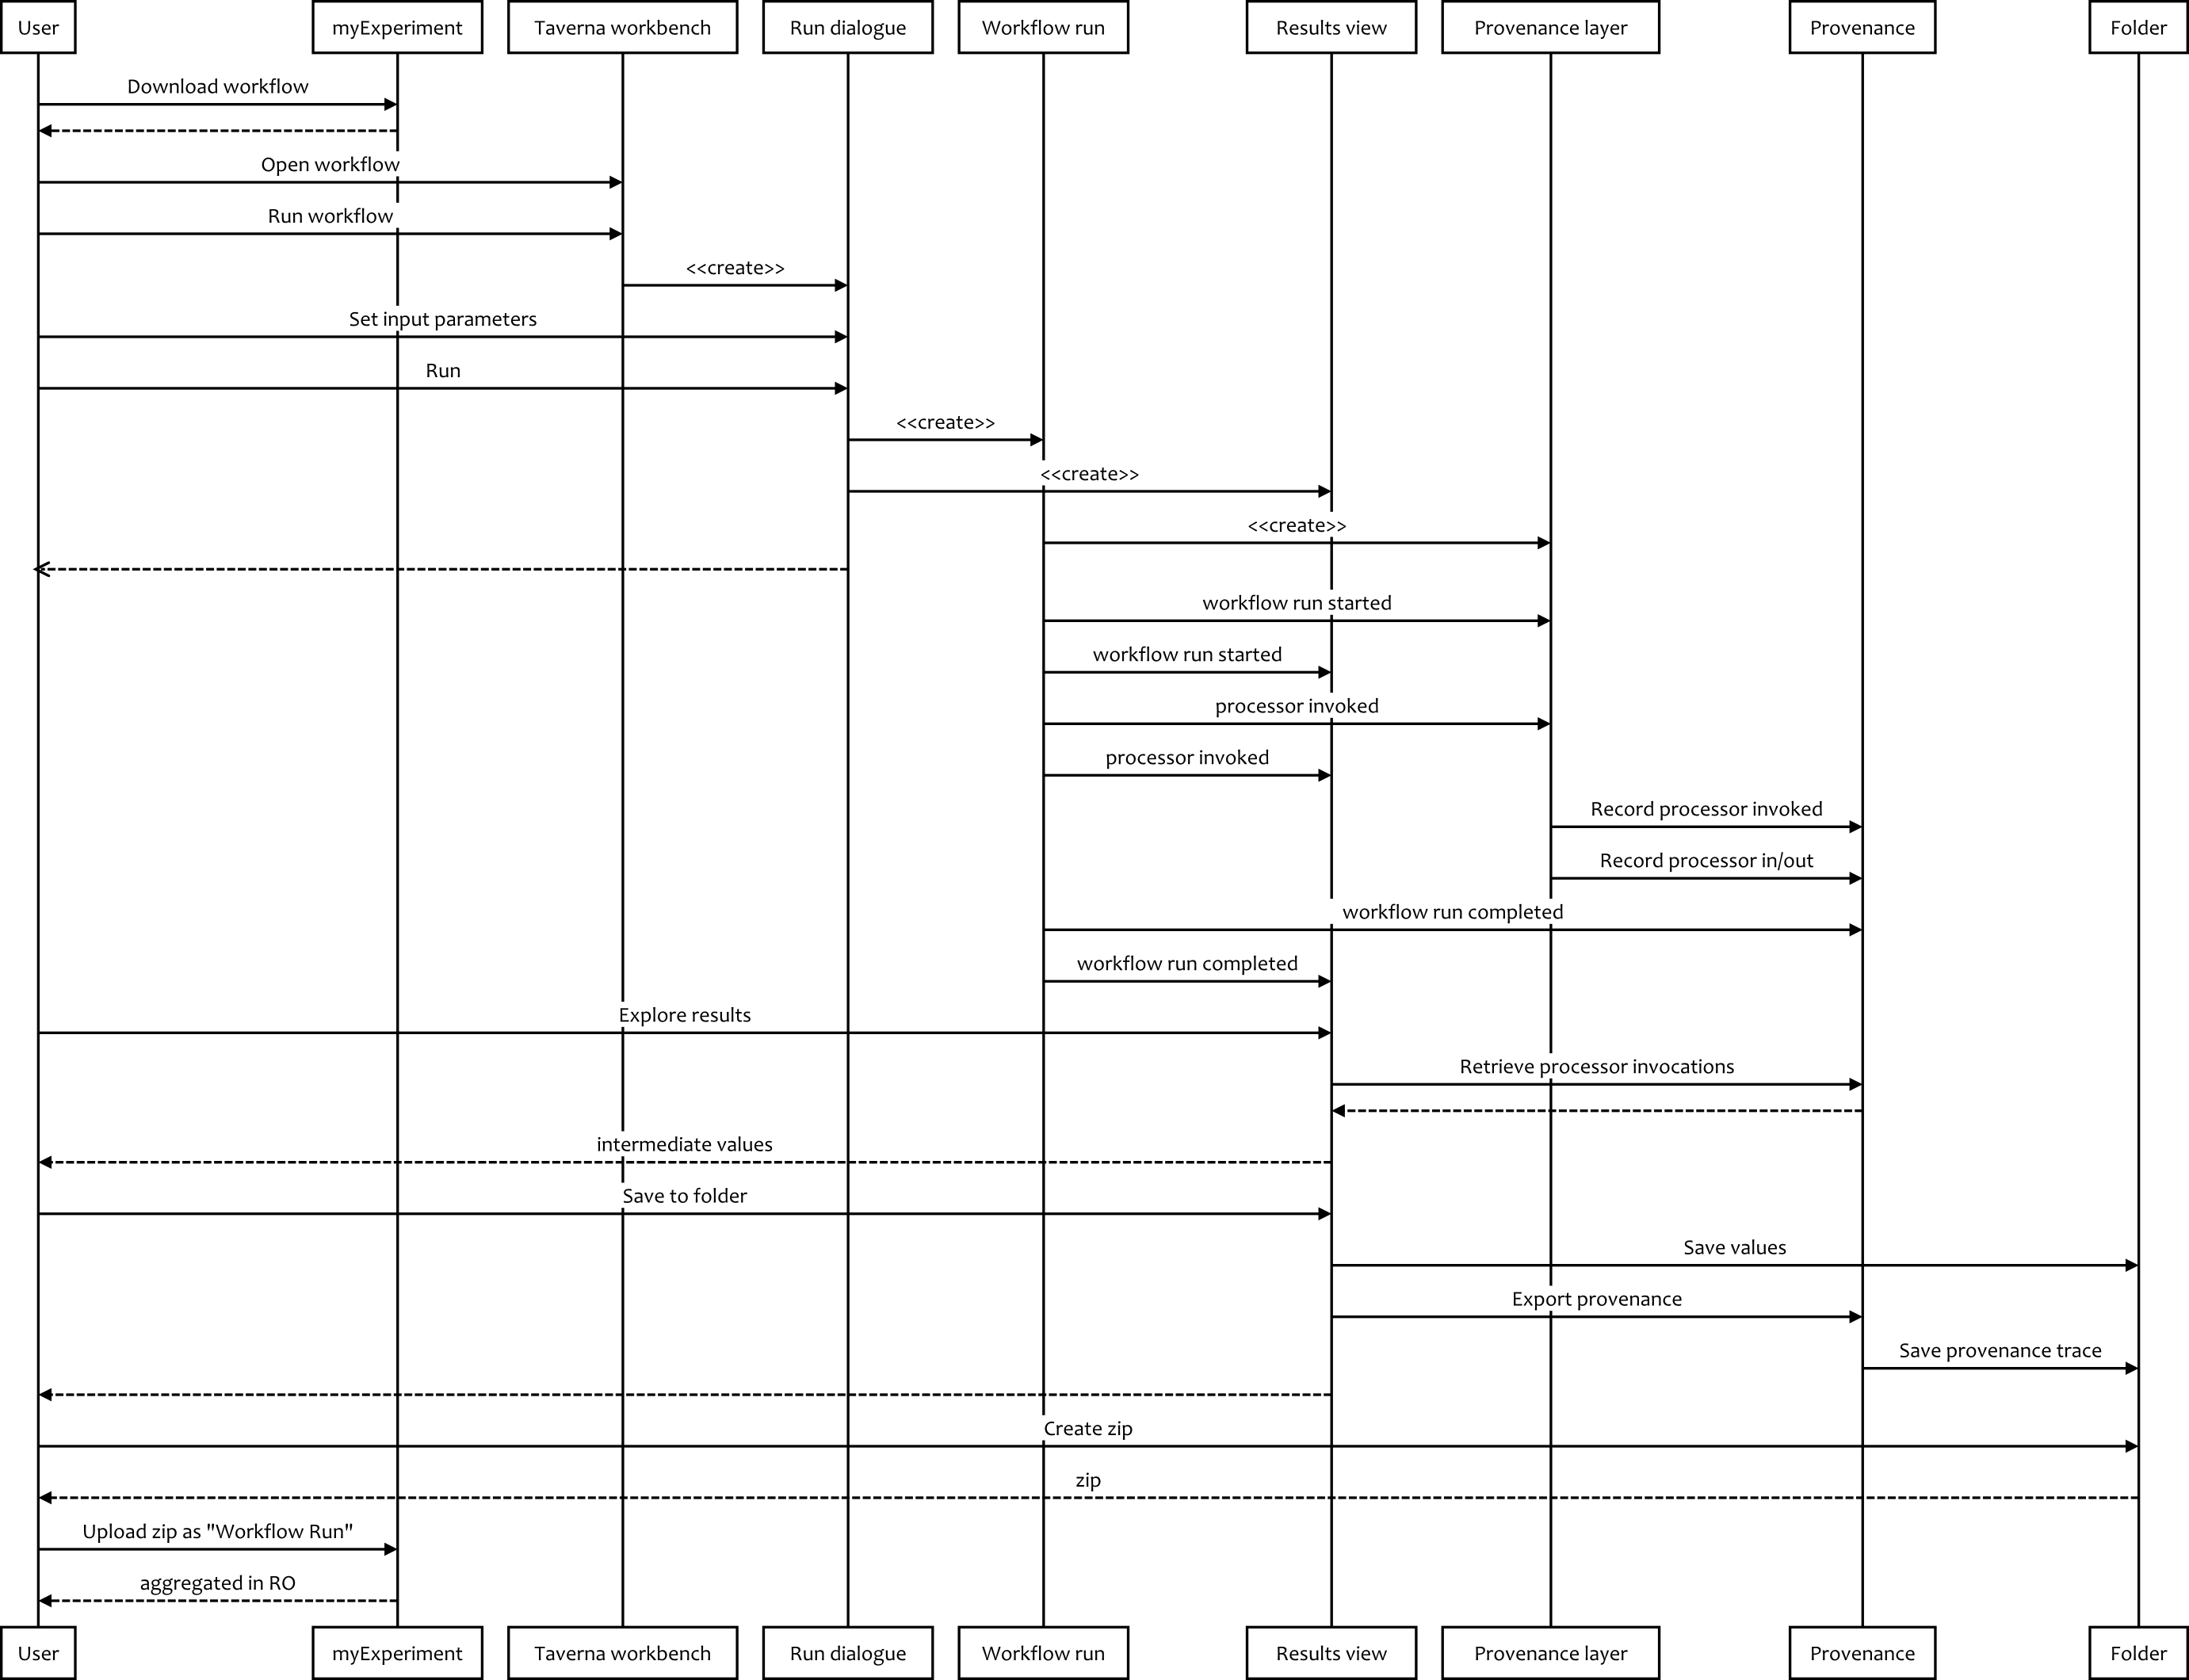 User
myExperiment
Taverna workbench
Run dialogue
Workflow run
Results view
Provenance layer
Provenance
Folder
Download workflow
Open workflow
Run workflow
<<create>>
Set input parameters
Run
<<create>>
<<create>>
<<create>>
workflow run started
workflow run started
processor invoked
processor invoked
Record processor invoked
Record processor in/out
workflow run completed
workflow run completed
Explore results
Retrieve processor invocations
intermediate values
Save to folder
Save values
Export provenance
Save provenance trace
Create zip
zip
Upload zip as "Workflow Run"
aggregated in RO
User
myExperiment
Taverna workbench
Run dialogue
Workflow run
Results view
Provenance layer
Provenance
Folder